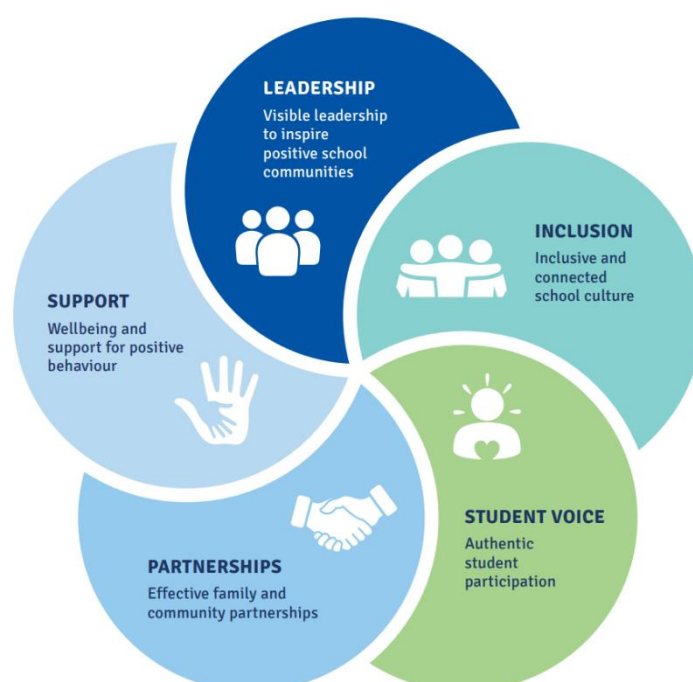 LEADERSHIP
Visible leadership
to inspire
positive school
communities
INCLUSION
Inclusive and
connected
school culture
STUDENT VOICE
Authentic
student
participation
PARTNERSHIPS
Effective family and
community partnerships
SUPPORT
Wellbeing and
support for positive
behaviour